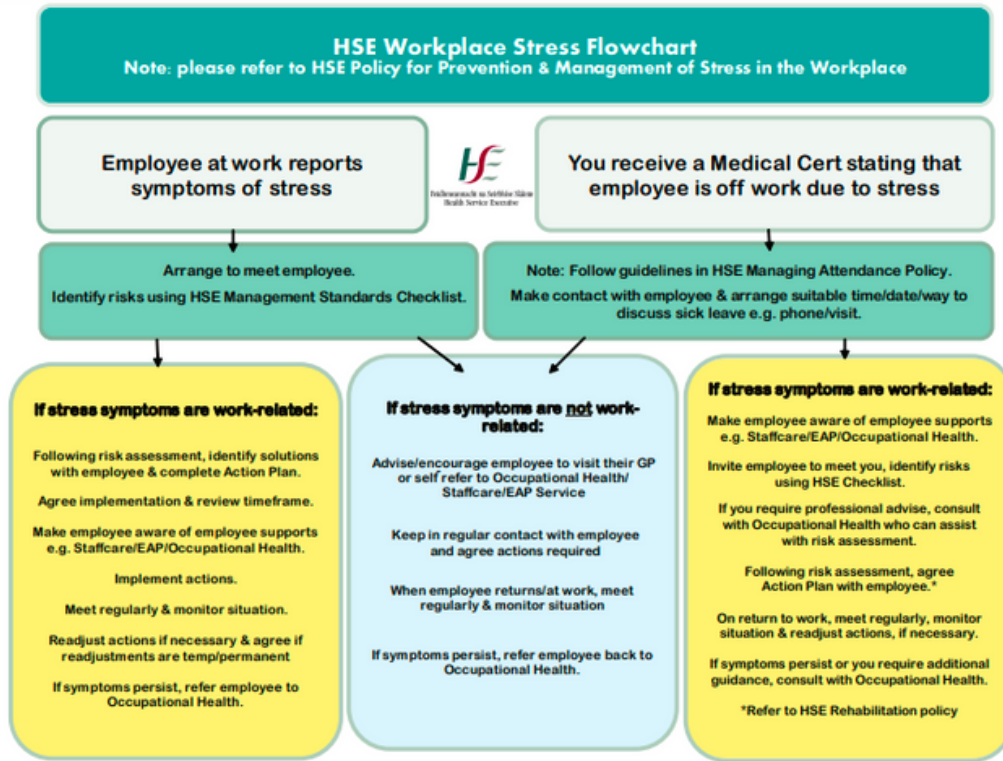 HSE Workplace Stress Flowchart
Note: please refer to HSE Policy for Prevention & Management of Stress in the Workplace
Employee at work reports
symptoms of stress
Feidhmeannacht na Seirbhíse Sláinte
Health Service Executive
You receive a Medical Cert stating that
employee is off work due to stress
Arrange to meet employee.
Identify risks using HSE Management Standards Checklist.
Note: Follow guidelines in HSE Managing Attendance Policy.
Make contact with employee & arrange suitable time/date/way to
discuss sick leave e.g. phone/visit.
If stress symptoms are work-related:
Following risk assessment, identify solutions
with employee & complete Action Plan.
Agree implementation & review timeframe.
Make employee aware of employee supports
e.g. Staffcare/EAP/Occupational Health.
Implement actions.
Meet regularly & monitor situation.
Readjust actions if necessary & agree if
readjustments are temp/permanent
If symptoms persist, refer employee to
Occupational Health.
If stress symptoms are not work-
related:
Advise/encourage employee to visit their GP
or self refer to Occupational Health/
Staffcare/EAP Service
Keep in regular contact with employee
and agree actions required
When employee returns/at work, meet
regularly & monitor situation
If symptoms persist, refer employee back to
Occupational Health.
If stress symptoms are work-related:
Make employee aware of employee supports
e.g. Staffcare/EAP/Occupational Health.
Invite employee to meet you, identify risks
using HSE Checklist.
If you require professional advise, consult
with Occupational Health who can assist
with risk assessment.
Following risk assessment, agree
Action Plan with employee.*
On return to work, meet regularly, monitor
situation & readjust actions, if necessary.
If symptoms persist or you require additional
guidance, consult with Occupational Health.
*Refer to HSE Rehabilitation policy